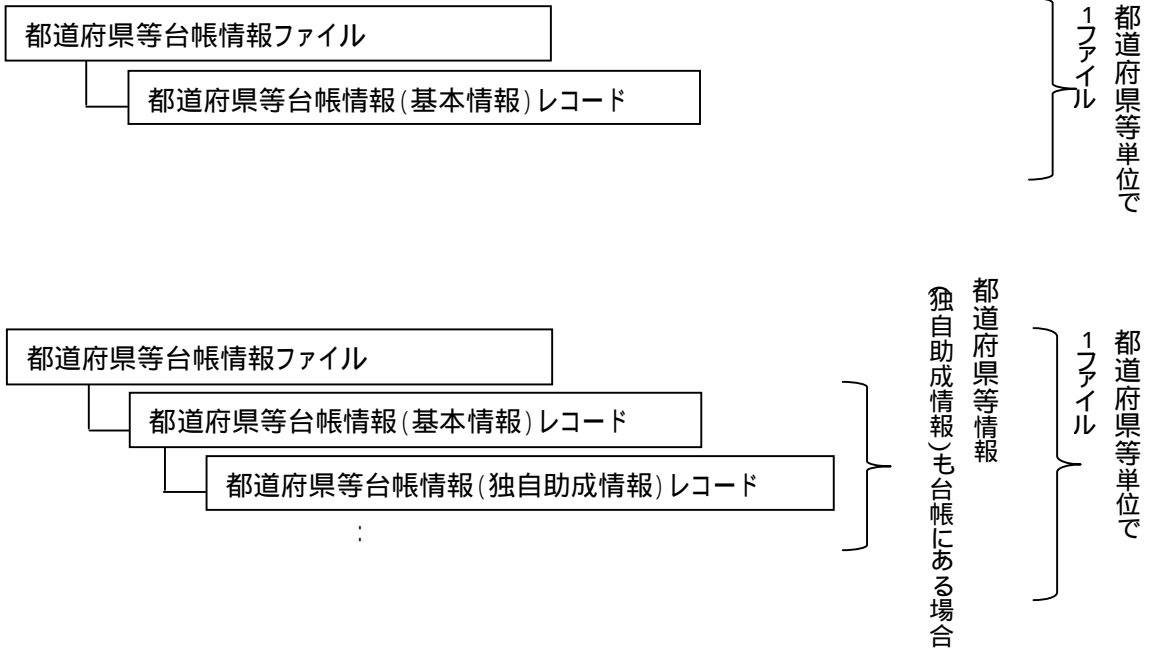 都道府県等台帳情報ファイル
都道府県等台帳情報(基本情報)レコード
都道府県等単位で
1ファイル
都道府県等台帳情報ファイル
都道府県等台帳情報(基本情報)レコード
都道府県等台帳情報(独自助成情報)レコード
:
都道府県等情報
(独自助成情報)も台帳にある場合
都道府県等単位で
1ファイル